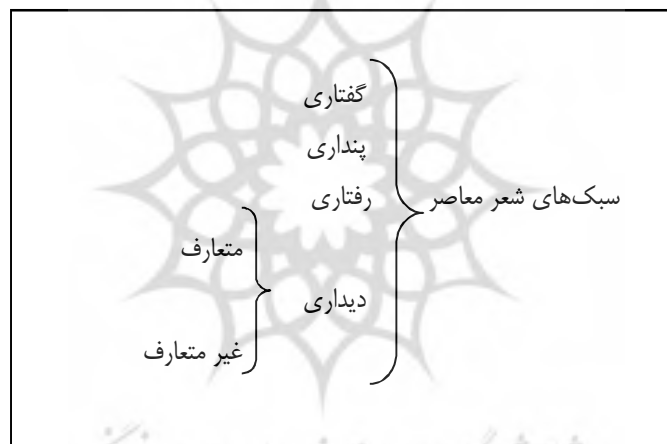 سبک‌های شعر معاصر
گفتاری
پنداری
رفتاری
دیداری
متعارف
غیر متعارف